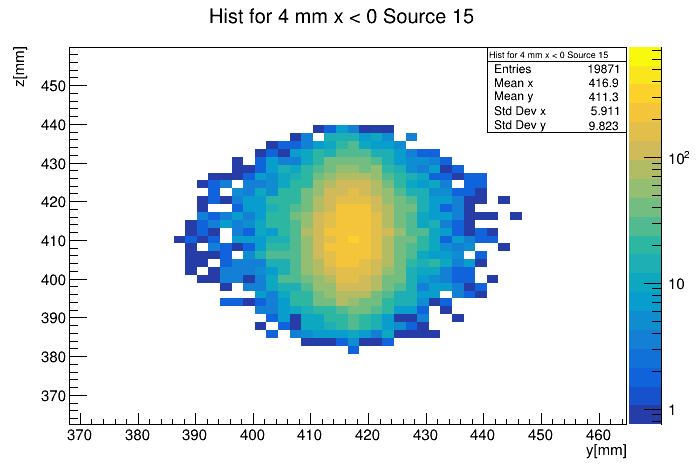 Hist for 4 mm x < 0 Source 15
z[mm]
Hist for 4 mm x < 0 Source 15
Entries 19871
Mean x 416.9
Mean y 411.3
Std Dev x 5.911
Std Dev y 9.823
450
440
430
420
410
400
390
380
370
10²
10
1
370 380 390 400 410 420 430 440 450 460
y[mm]